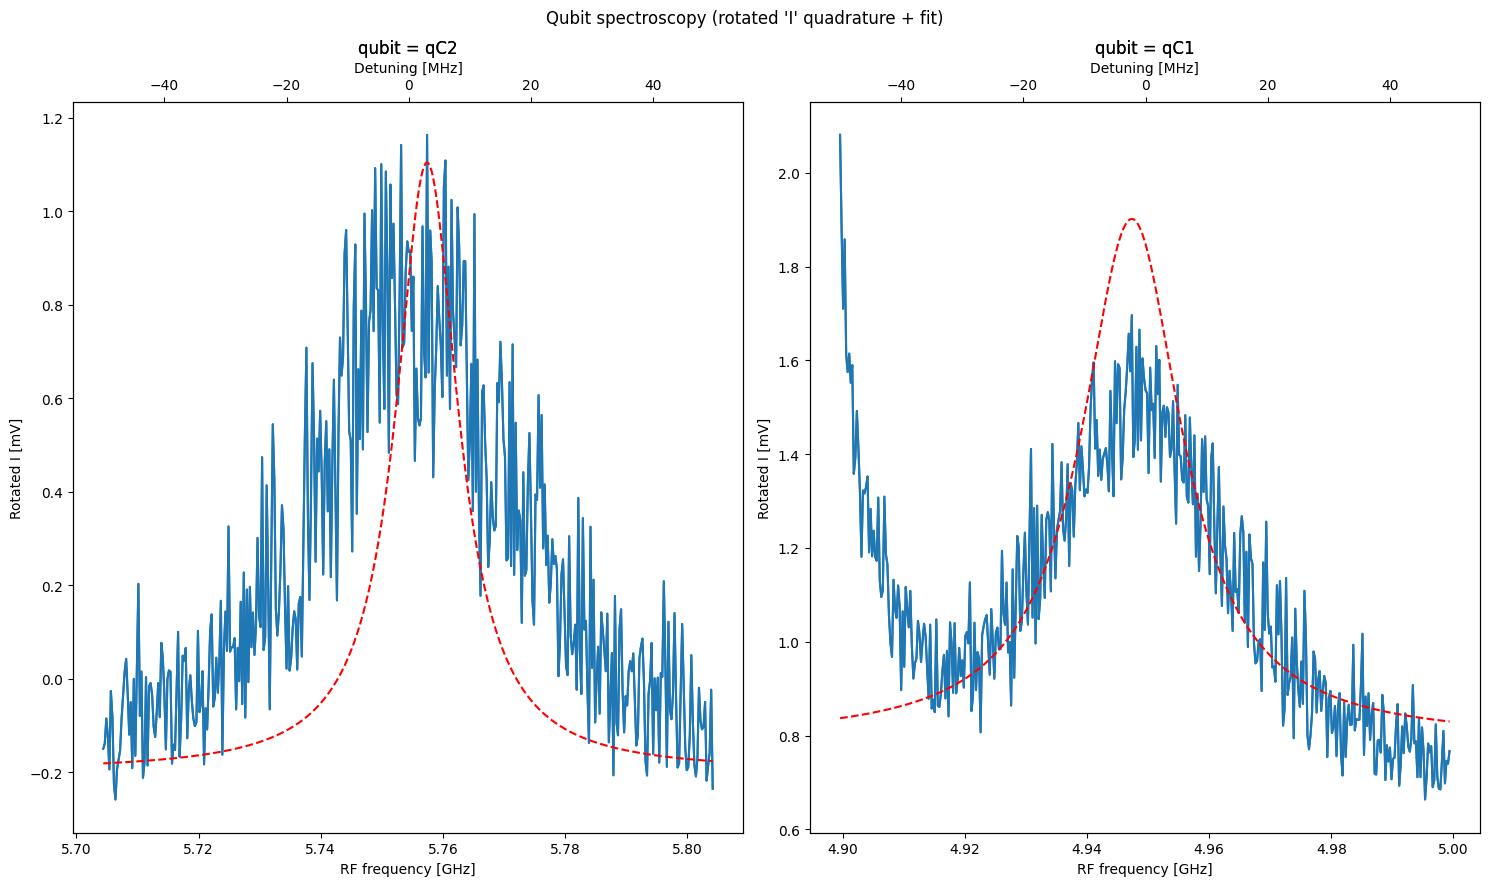 Qubit spectroscopy (rotated 'I' quadrature + fit)
qubit = qC2
Detuning [MHz]
−40 −20 0 20 40
1.2
1.0
0.8
0.6
0.4
0.2
0.0
−0.2
Rotated I [mV]
5.70 5.72 5.74 5.76 5.78 5.80
RF frequency [GHz]
qubit = qC1
Detuning [MHz]
−40 −20 0 20 40
2.0
1.8
1.6
1.4
1.2
1.0
0.8
0.6
Rotated I [mV]
4.90 4.92 4.94 4.96 4.98 5.00
RF frequency [GHz]